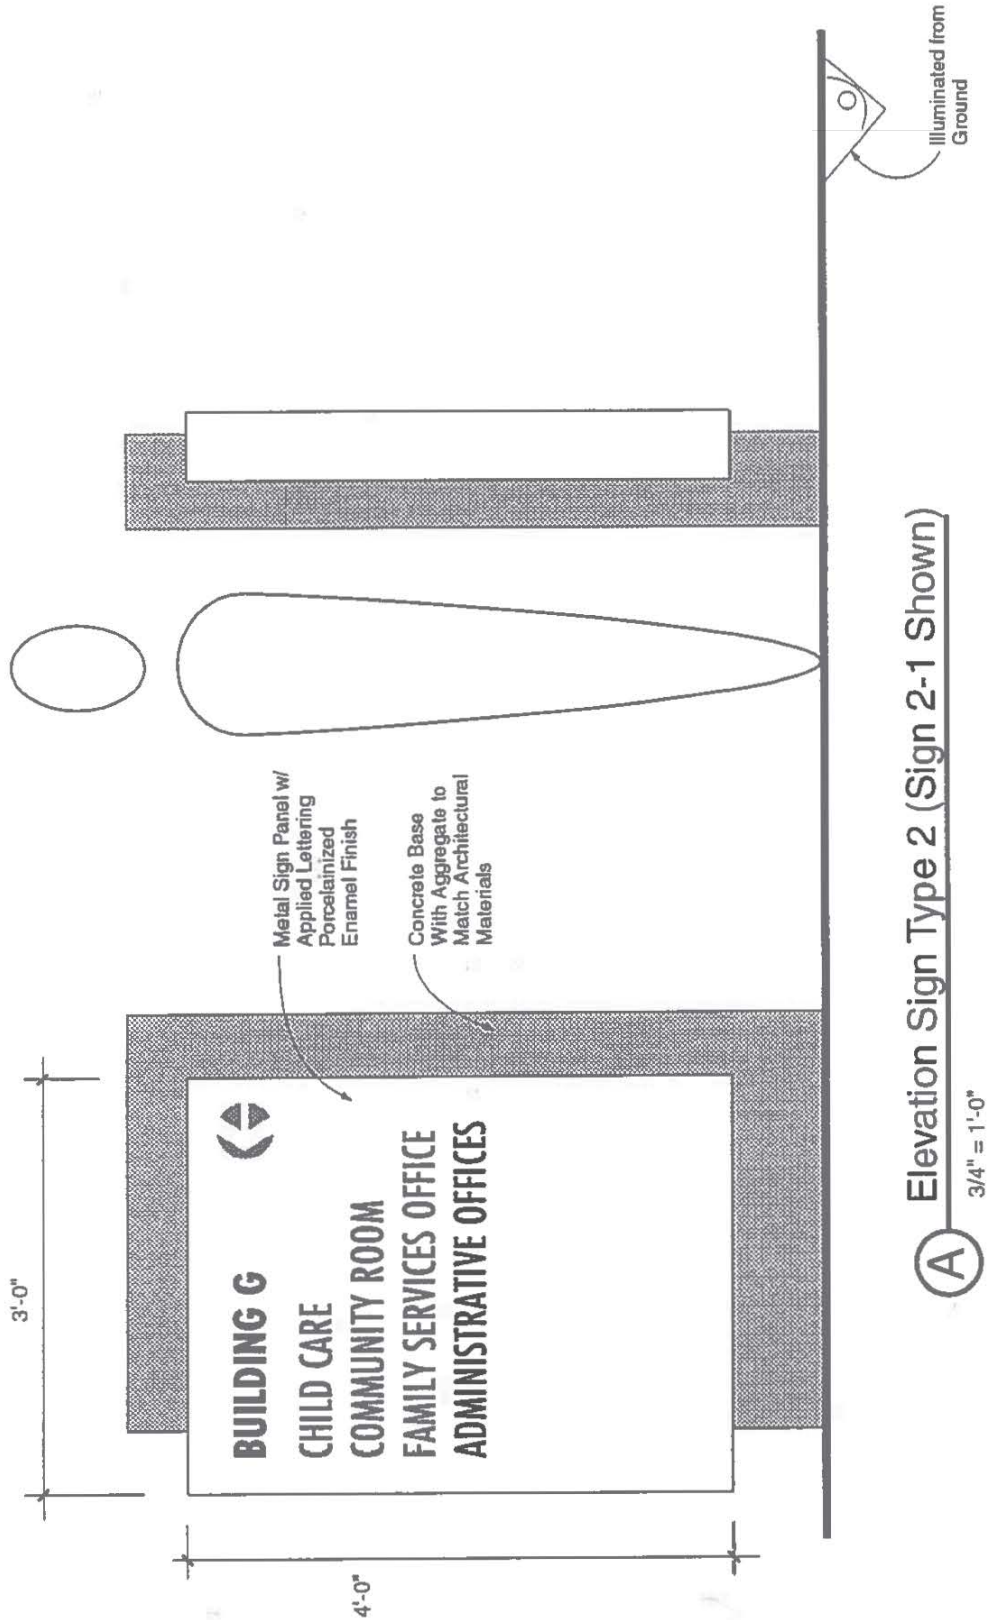 3'-0"
4'-0"
BUILDING G
CHILD CARE
COMMUNITY ROOM
FAMILY SERVICES OFFICE
ADMINISTRATIVE OFFICES
Metal Sign Panel w/
Applied Lettering
Porcelainized
Enamel Finish
Concrete Base
With Aggregate to
Match Architectural
Materials
Illuminated from
Ground
A
Elevation Sign Type 2 (Sign 2-1 Shown)
3/4" = 1'-0"